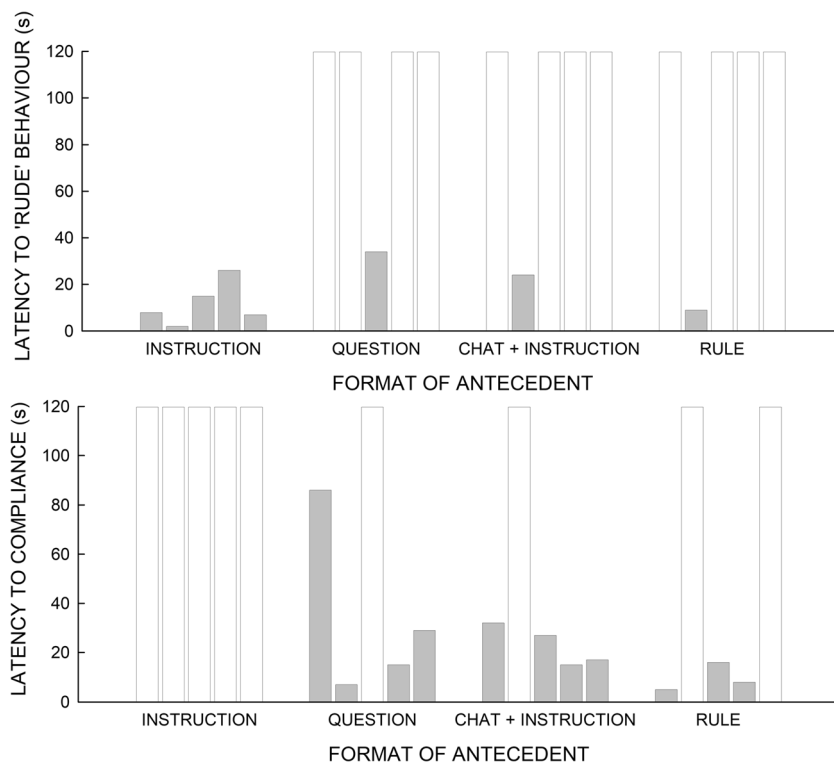 LATENCY TO 'RUDE' BEHAVIOUR (s)
120
100
80
60
40
20
0
INSTRUCTION QUESTION CHAT + INSTRUCTION RULE
FORMAT OF ANTECEDENT
LATENCY TO COMPLIANCE (s)
120
100
80
60
40
20
0
INSTRUCTION QUESTION CHAT + INSTRUCTION RULE
FORMAT OF ANTECEDENT